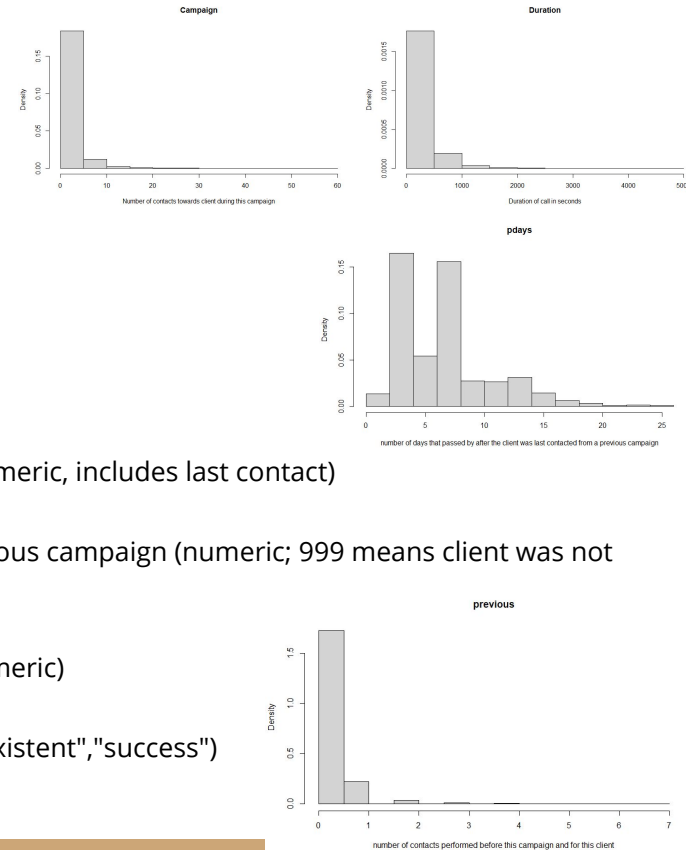 Campaign
Density
0.00 0.05 0.10 0.15
0 10 20 30 40 50 60
Number of contacts towards client during this campaign
Duration
Density
0.0000 0.0005 0.0010 0.0015
0 1000 2000 3000 4000 500
Duration of call in seconds
pdays
Density
0.00 0.05 0.10 0.15
0 5 10 15 20 25
number of days that passed by after the client was last contacted from a previous campaign
meric, includes last contact)
ous campaign (numeric; 999 means client was not
neric)
xistent","success")
previous
Density
0.0 0.5 1.0 1.5
0 1 2 3 4 5 6 7
number of contacts performed before this campaign and for this client